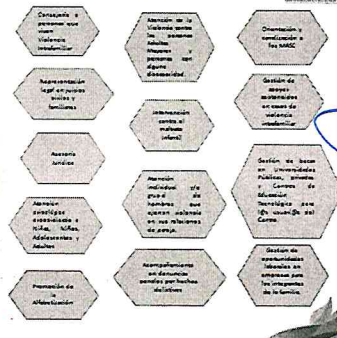 Consejería a
personas que
viven
Violencia
Intrafamiliar
Representación
legal en juicios
civiles y
familiares
Asesoría
Jurídica
Atención
psicológica
especializada a
Niñas, Niños,
Adolescentes y
Adultos
Promoción de
la
Alfabetización
Atención de la
Violencia contra
las personas
Adultas
Mayores y
personas con
alguna
discapacidad.
Intervención
contra el
maltrato
infantil
Atención
individual y/o
grupal de
hombres que
ejercen violencia
en sus relaciones
de pareja.
Acompañamiento
en denuncias
penales por hechos
delictivos
Orientación y
canalización a
los MASC
Gestión de
apoyos
asistenciales
en casos de
violencia
intrafamiliar
Gestión de becas
en Universidades
Públicas, privadas
y Centros de
Educación
Tecnológica para
l@s usuari@s del
Centro.
Gestión de
oportunidades
laborales en
empresas para
los integrantes
de la familia.